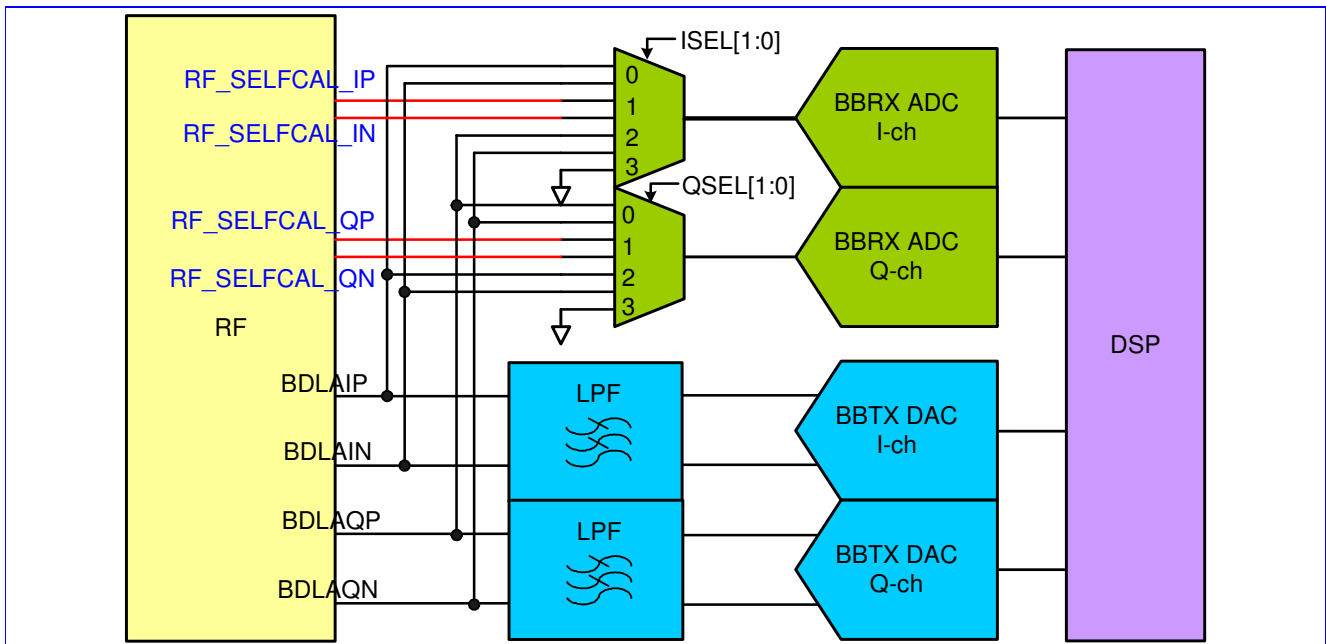 ISEL[1:0]
RF_SELFCAL_IP
0
1
RF_SELFCAL_IN
2
3
BBRX ADC
I-ch
QSEL[1:0]
RF_SELFCAL_QP
0
1
RF_SELFCAL_QN
2
3
BBRX ADC
Q-ch
RF
DSP
BDLAIP
LPF
BBTX DAC
I-ch
BDLAIN
BDLAQP
LPF
BBTX DAC
Q-ch
BDLAQN